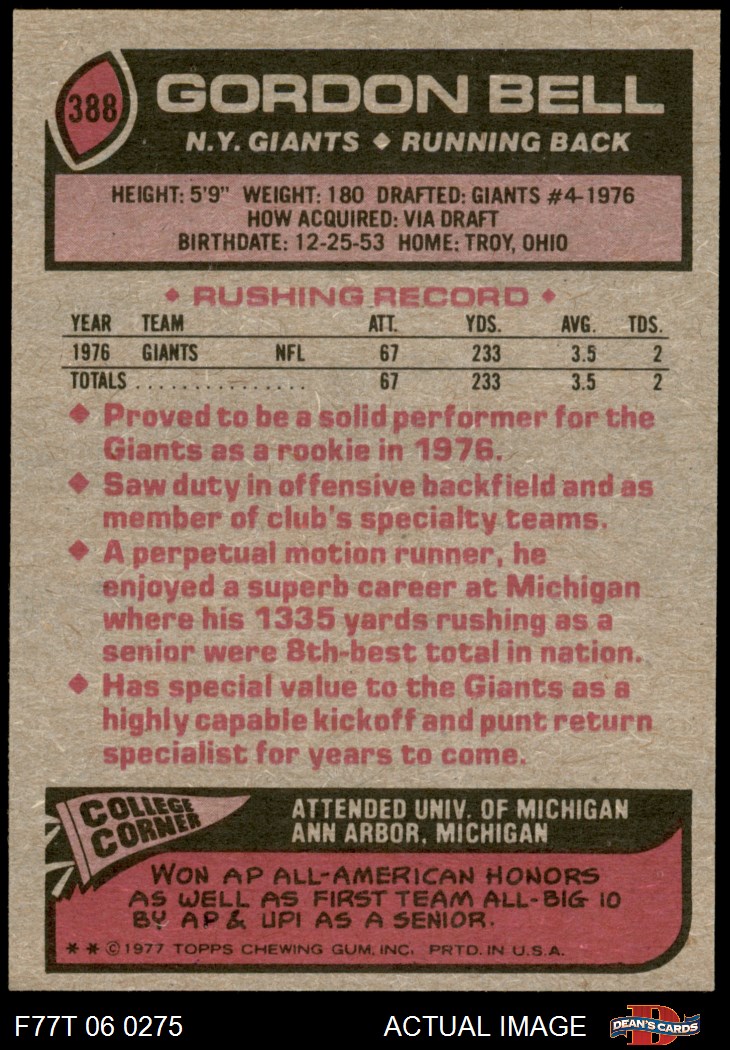 388
GORDON BELL
N.Y. GIANTS ◆ RUNNING BACK
HEIGHT: 5'9" WEIGHT: 180 DRAFTED: GIANTS #4-1976
HOW ACQUIRED: VIA DRAFT
BIRTHDATE: 12-25-53 HOME: TROY, OHIO
◆ RUSHING RECORD ◆
YEAR TEAM ATT. YDS. AVG. TDS.
1976 GIANTS NFL 67 233 3.5 2
TOTALS ................ 67 233 3.5 2
◆ Proved to be a solid performer for the
Giants as a rookie in 1976.
◆ Saw duty in offensive backfield and as
member of club's specialty teams.
◆ A perpetual motion runner, he
enjoyed a superb career at Michigan
where his 1335 yards rushing as a
senior were 8th-best total in nation.
◆ Has special value to the Giants as a
highly capable kickoff and punt return
specialist for years to come.
COLLEGE
CORNER
ATTENDED UNIV. OF MICHIGAN
ANN ARBOR, MICHIGAN
WON AP ALL-AMERICAN HONORS
AS WELL AS FIRST TEAM ALL-BIG 10
BY AP & UPI AS A SENIOR.
** ©1977 TOPPS CHEWING GUM, INC. PRTD. IN U.S.A.
F77T 06 0275
ACTUAL IMAGE
D
DEAN'S CARDS